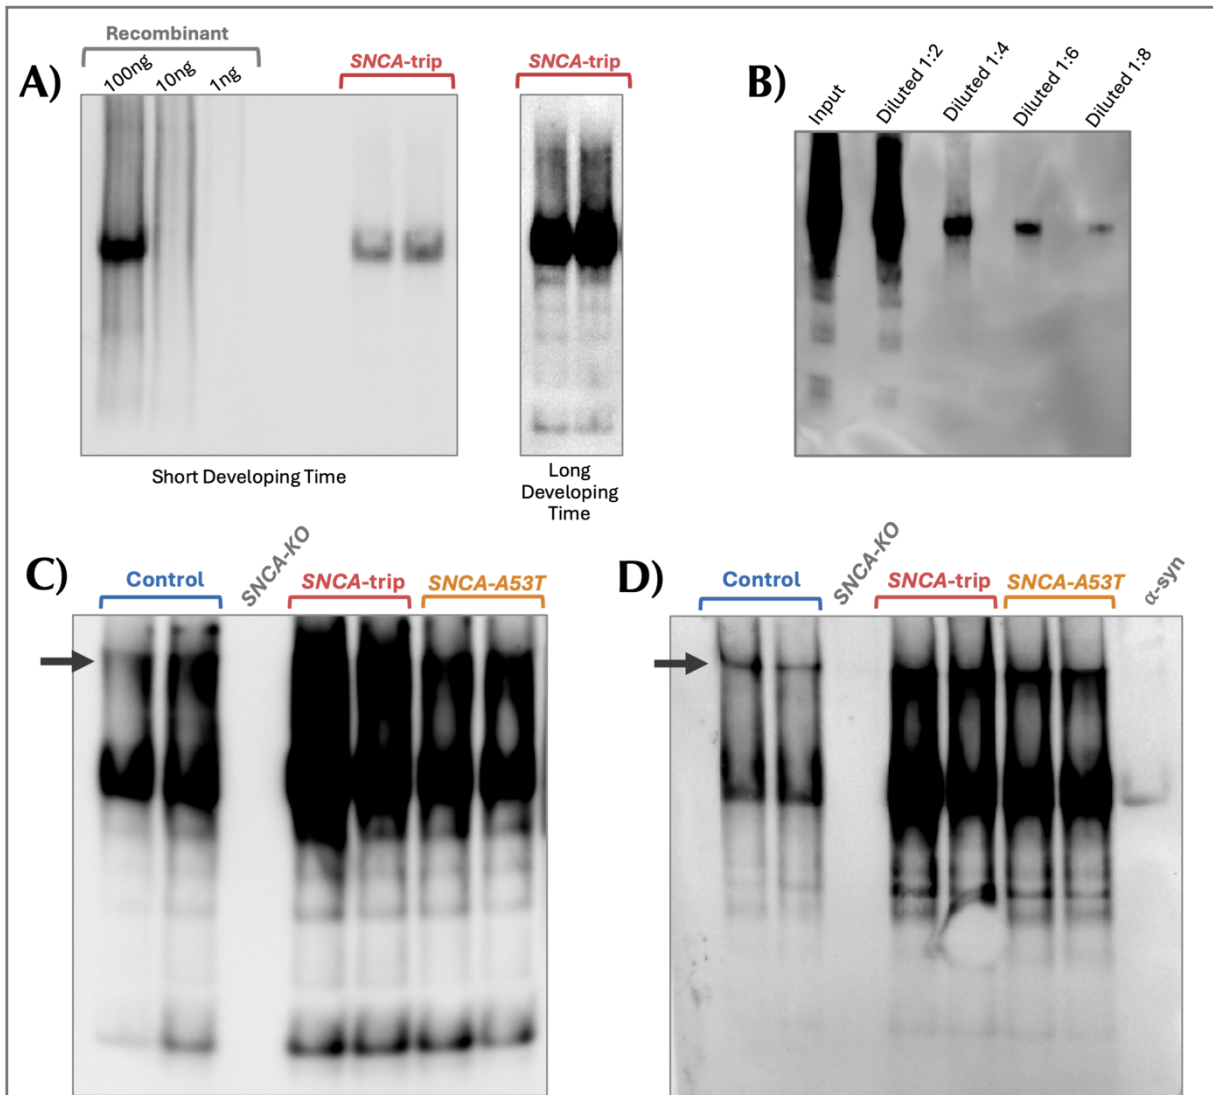 A)
Recombinant
100ng
10ng
1ng
SNCA-trip
SNCA-trip
Short Developing Time
Long
Developing
Time
B)
Input
Diluted 1:2
Diluted 1:4
Diluted 1:6
Diluted 1:8
C)
Control
SNCA-KO
SNCA-trip
SNCA-A53T
D)
Control
SNCA-KO
SNCA-trip
SNCA-A53T
α-syn